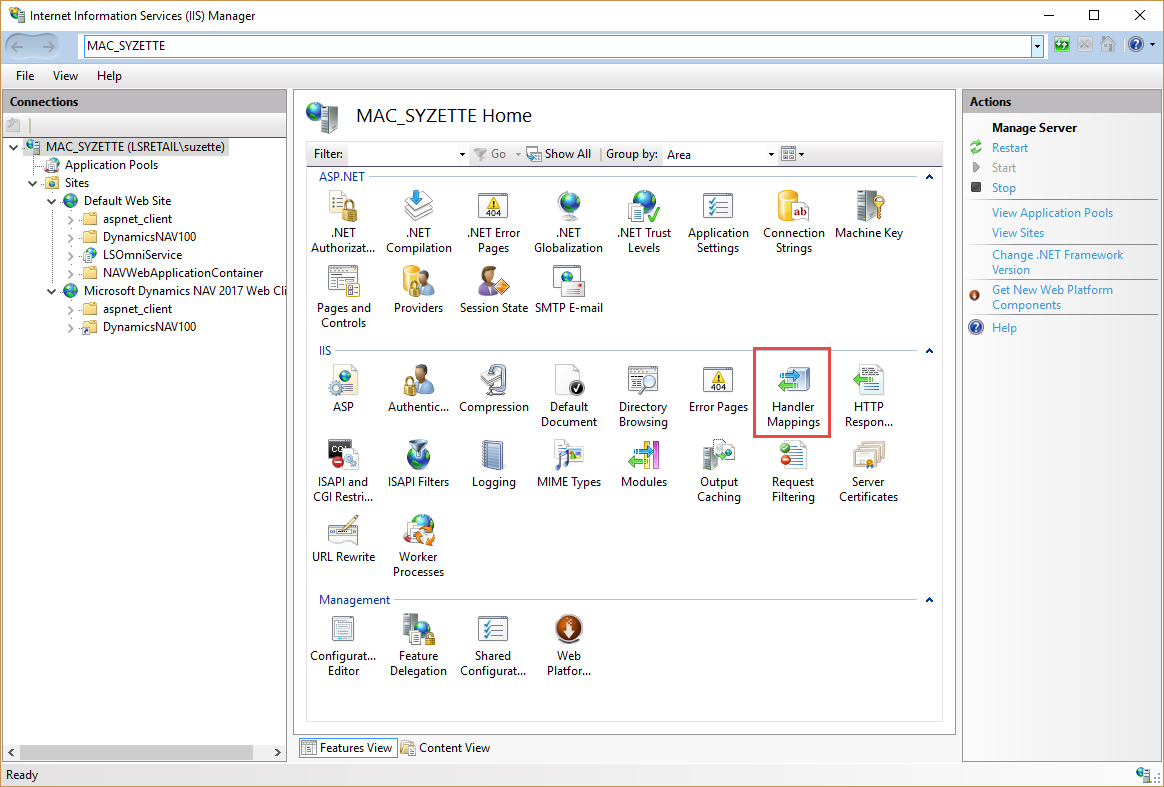 Internet Information Services (IIS) Manager
MAC_SYZETTE
File View Help
Connections
MAC_SYZETTE (LSRETAIL\suzette)
Application Pools
Sites
Default Web Site
aspnet_client
DynamicsNAV100
LSOmniService
NAVWebApplicationContainer
Microsoft Dynamics NAV 2017 Web Cli
aspnet_client
DynamicsNAV100
MAC_SYZETTE Home
Filter: Go Show All Group by: Area
ASP.NET
.NET .NET .NET Error .NET .NET Trust Application Connection Machine Key
Authorizat... Compilation Pages Globalization Levels Settings Strings
Pages and Providers Session State SMTP E-mail
Controls
IIS
404
ASP Authentic... Compression Default Directory Error Pages Handler HTTP
Document Browsing Mappings Respon...
ISAPI and ISAPI Filters Logging MIME Types Modules Output Request Server
CGI Restri... Caching Filtering Certificates
URL Rewrite Worker
Processes
Management
Configurat... Feature Shared Web
Editor Delegation Configurat... Platfor...
Features View Content View
Actions
Manage Server
Restart
Start
Stop
View Application Pools
View Sites
Change .NET Framework
Version
Get New Web Platform
Components
Help
Ready